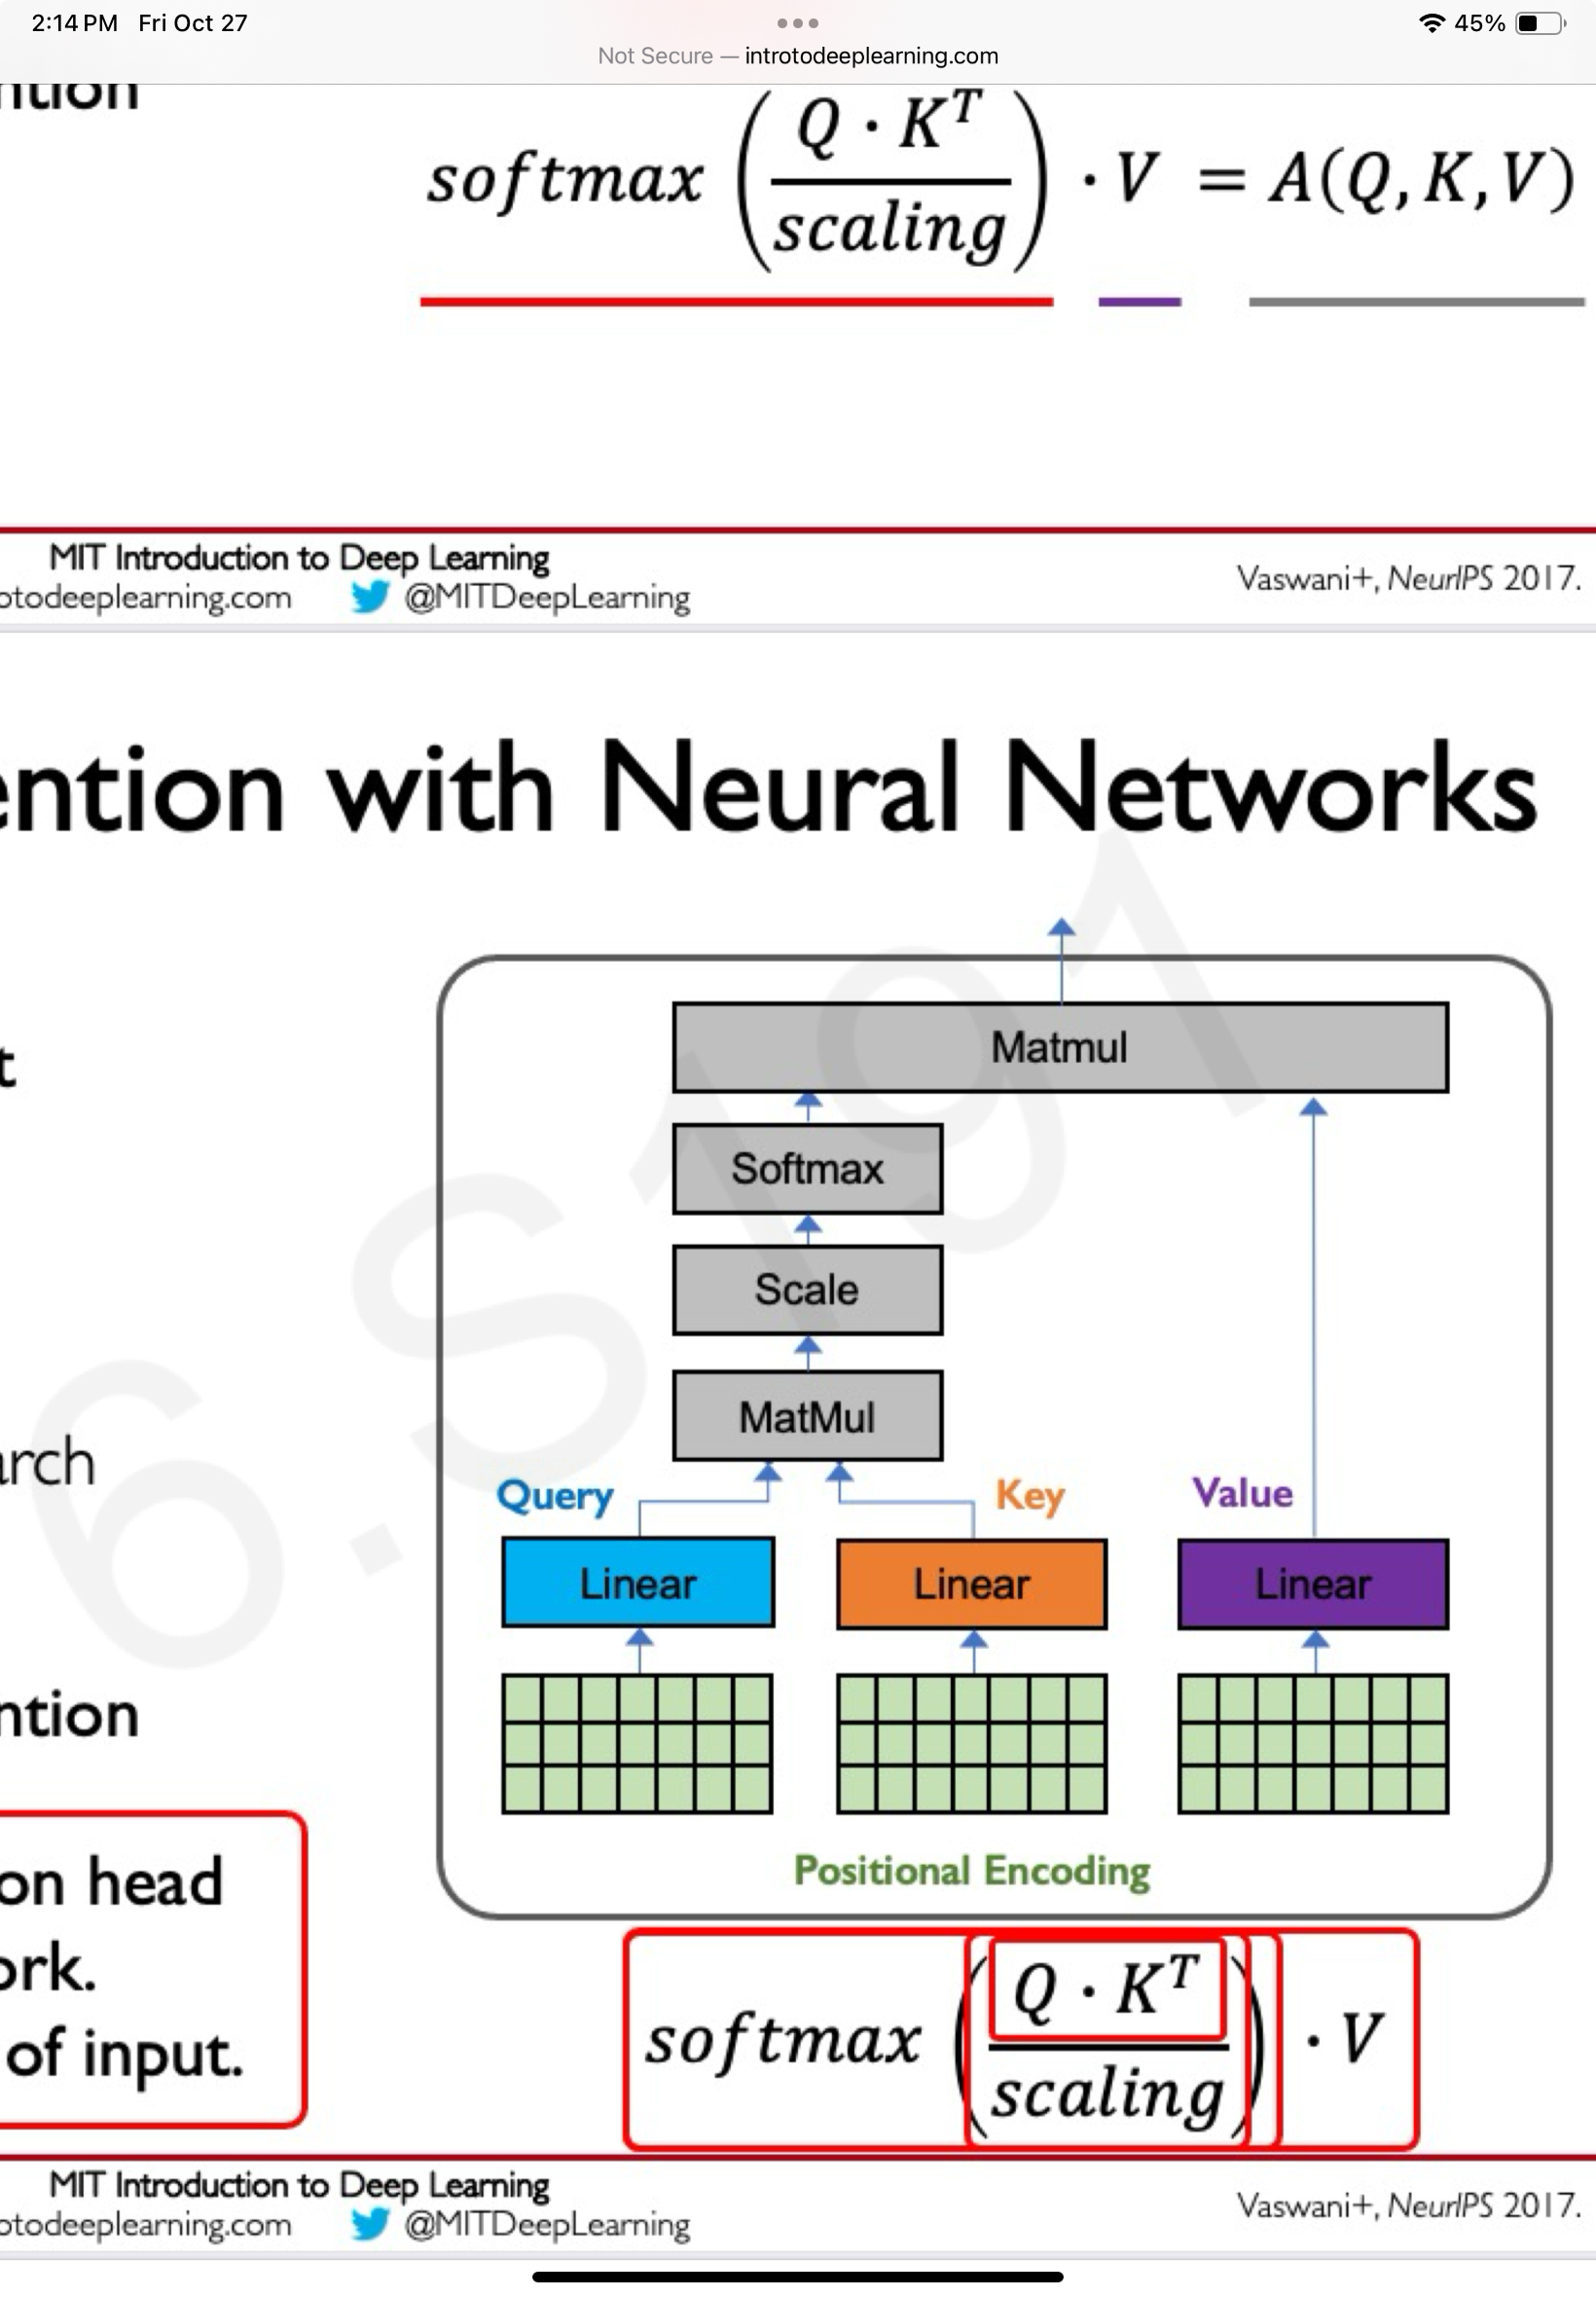 2:14 PM Fri Oct 27
45%
Not Secure — introtodeeplearning.com
ntion
softmax (Q · K^T / scaling) · V = A(Q, K, V)
MIT Introduction to Deep Learning
otodeeplearning.com @MITDeepLearning
Vaswani+, NeurIPS 2017.
ention with Neural Networks
Matmul
t
Softmax
Scale
MatMul
arch
Query Key Value
Linear Linear Linear
ntion
Positional Encoding
on head
ork.
of input.
softmax (Q · K^T / scaling) · V
MIT Introduction to Deep Learning
otodeeplearning.com @MITDeepLearning
Vaswani+, NeurIPS 2017.
6.S191